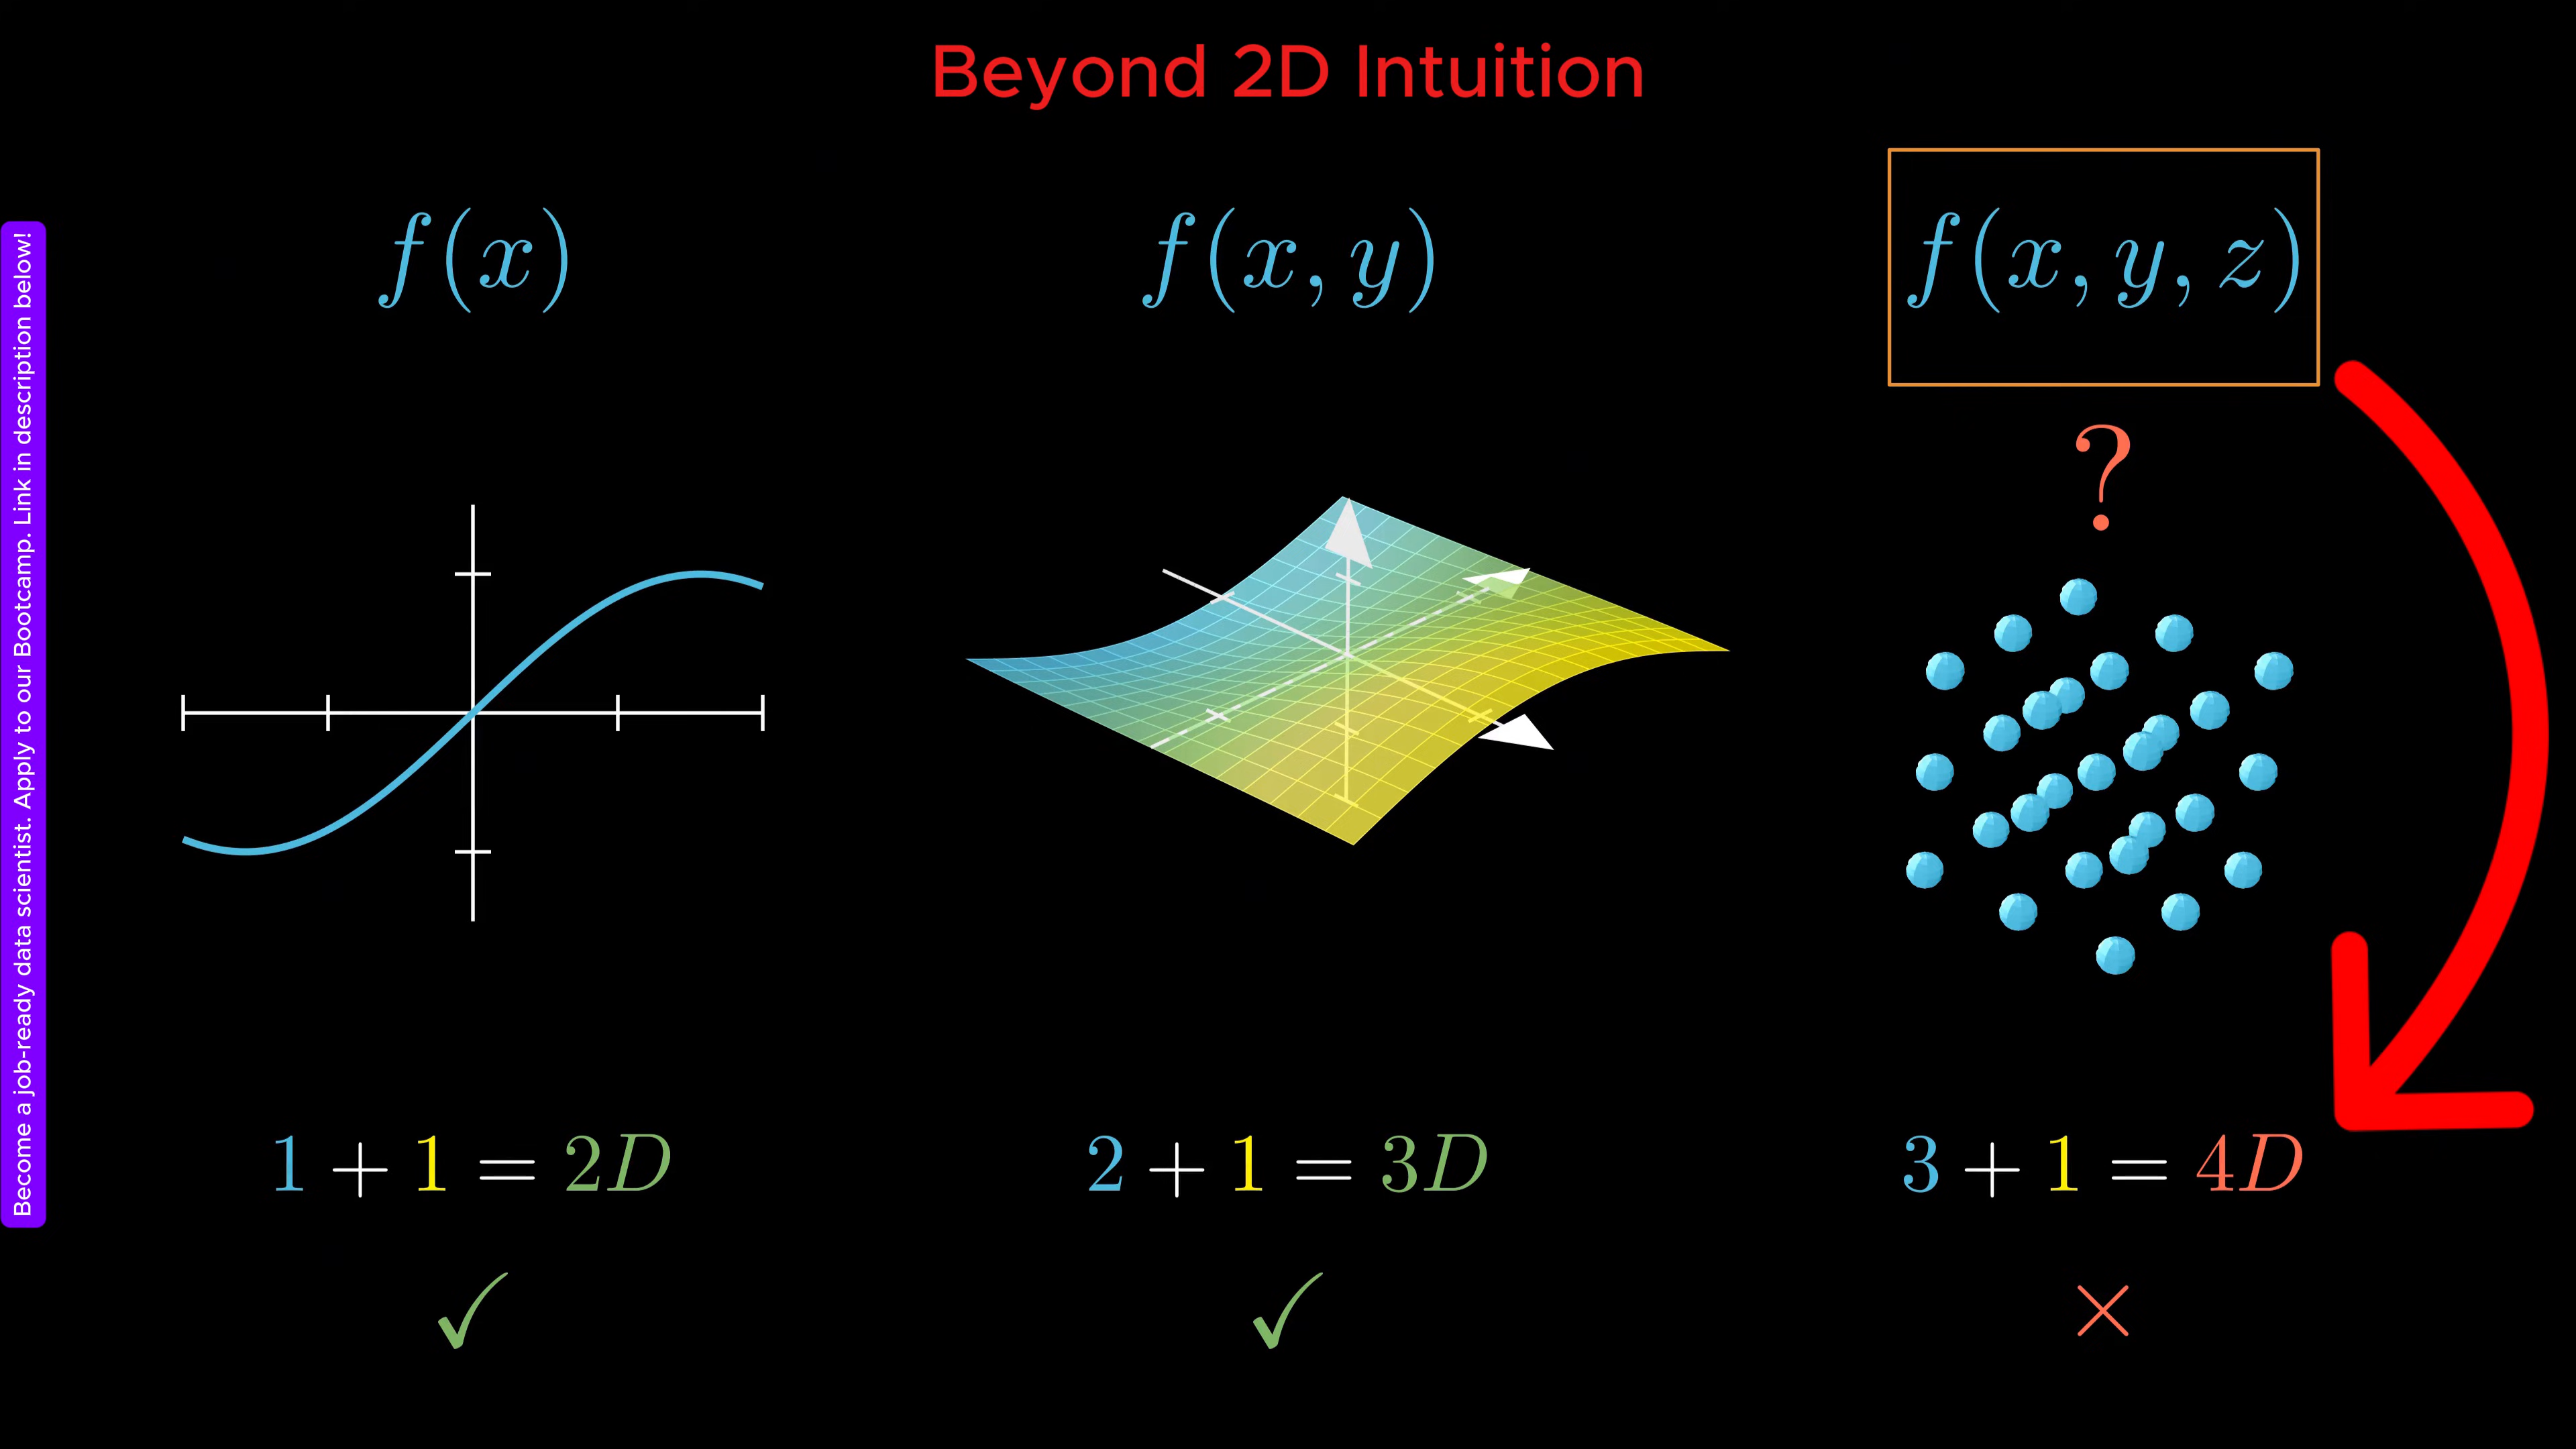 Beyond 2D Intuition
f(x)
f(x, y)
f(x, y, z)
?
1 + 1 = 2D
2 + 1 = 3D
3 + 1 = 4D
✓
✓
×
Become a job-ready data scientist. Apply to our Bootcamp. Link in description below!